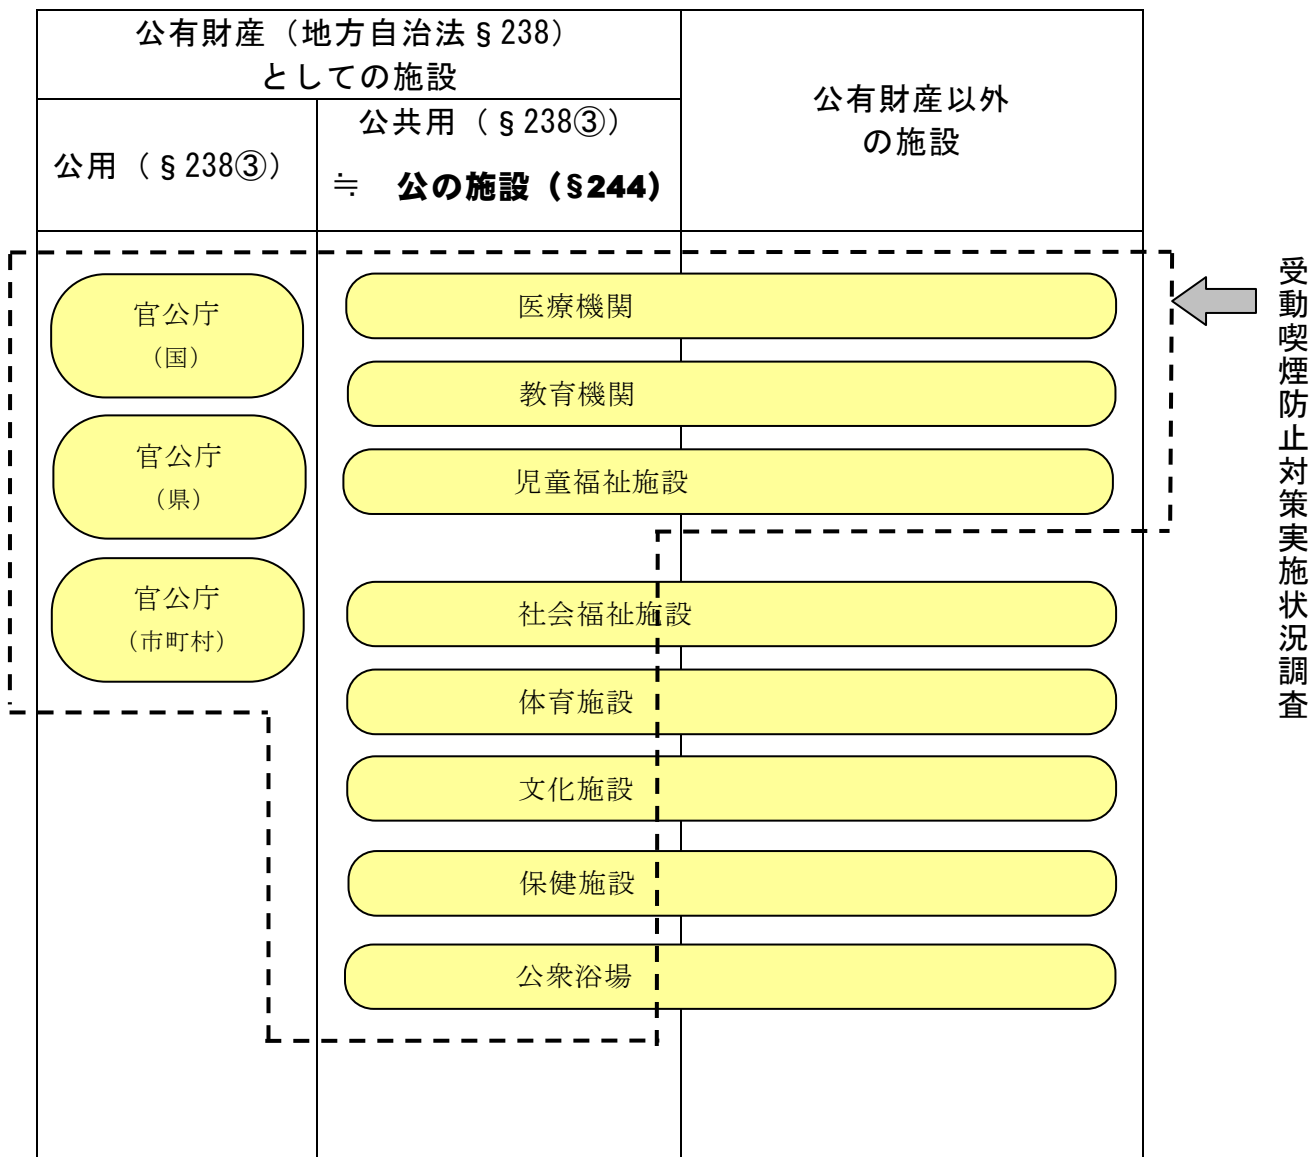 公有財産（地方自治法§238）
としての施設
公有財産以外
の施設
公用（§238③）
公共用（§238③）
≒ 公の施設（§244）
官公庁
（国）
官公庁
（県）
官公庁
（市町村）
医療機関
教育機関
児童福祉施設
社会福祉施設
体育施設
文化施設
保健施設
公衆浴場
受動喫煙防止対策実施状況調査